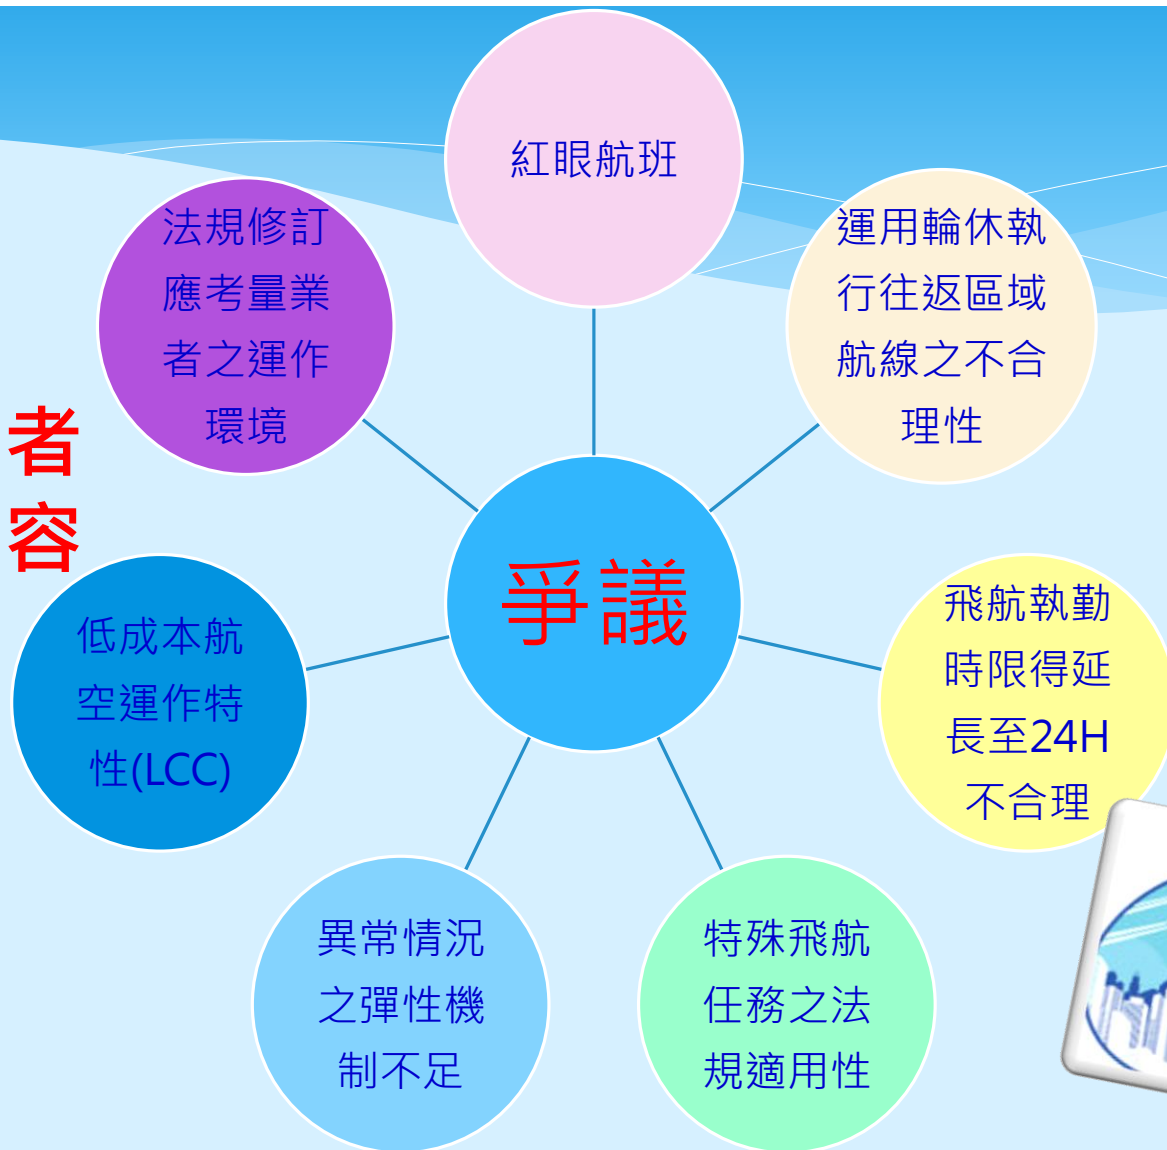 紅眼航班
運用輪休執
行往返區域
航線之不合
理性
飛航執勤
時限得延
長至24H
不合理
特殊飛航
任務之法
規適用性
異常情況
之彈性機
制不足
低成本航
空運作特
性(LCC)
法規修訂
應考量業
者之運作
環境
爭議
者
容